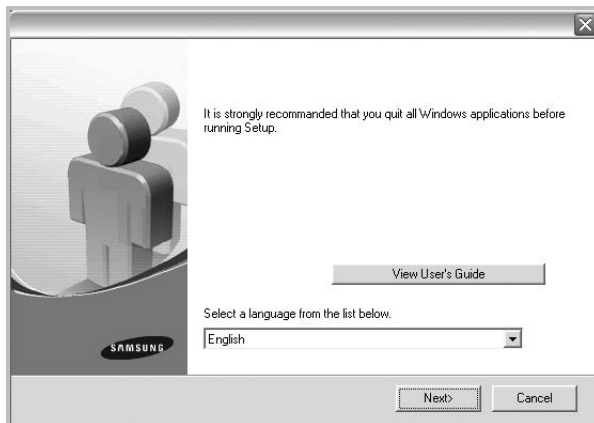 It is strongly recommanded that you quit all Windows applications before
running Setup.
View User's Guide
Select a language from the list below.
English
SAMSUNG
Next>
Cancel